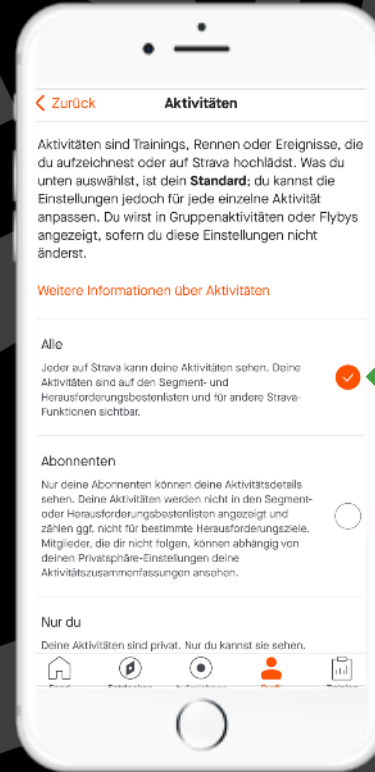 Zurück
Aktivitäten
Aktivitäten sind Trainings, Rennen oder Ereignisse, die
du aufzeichnest oder auf Strava hochlädst. Was du
unten auswählst, ist dein Standard; du kannst die
Einstellungen jedoch für jede einzelne Aktivität
anpassen. Du wirst in Gruppenaktivitäten oder Flybys
angezeigt, sofern du diese Einstellungen nicht
änderst.
Weitere Informationen über Aktivitäten
Alle
Jeder auf Strava kann deine Aktivitäten sehen. Deine
Aktivitäten sind auf den Segment- und
Herausforderungsbestenlisten und für andere Strava-
Funktionen sichtbar.
Abonnenten
Nur deine Abonnenten können deine Aktivitätsdetails
sehen. Deine Aktivitäten werden nicht in den Segment-
oder Herausforderungsbestenlisten angezeigt und
zählen ggf. nicht für bestimmte Herausforderungsziele.
Mitglieder, die dir nicht folgen, können abhängig von
deinen Privatsphäre-Einstellungen deine
Aktivitätszusammenfassungen ansehen.
Nur du
Deine Aktivitäten sind privat. Nur du kannst sie sehen.